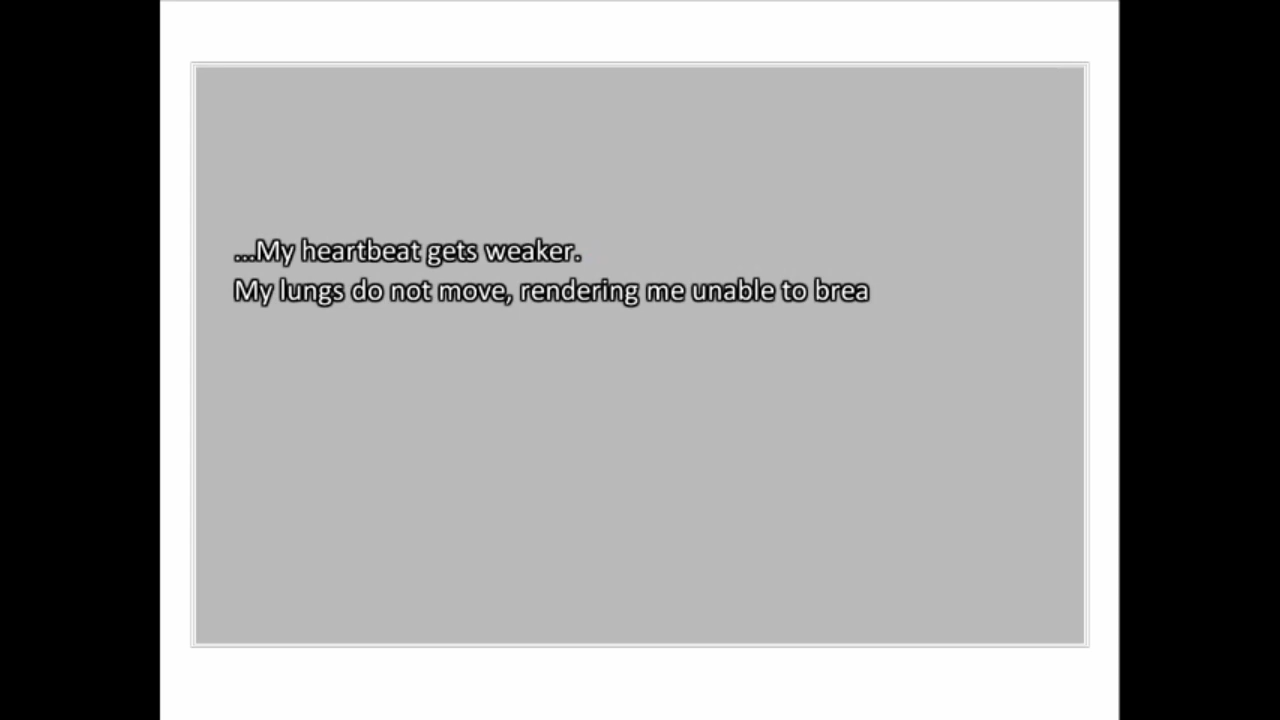 ...My heartbeat gets weaker.
My lungs do not move, rendering me unable to brea